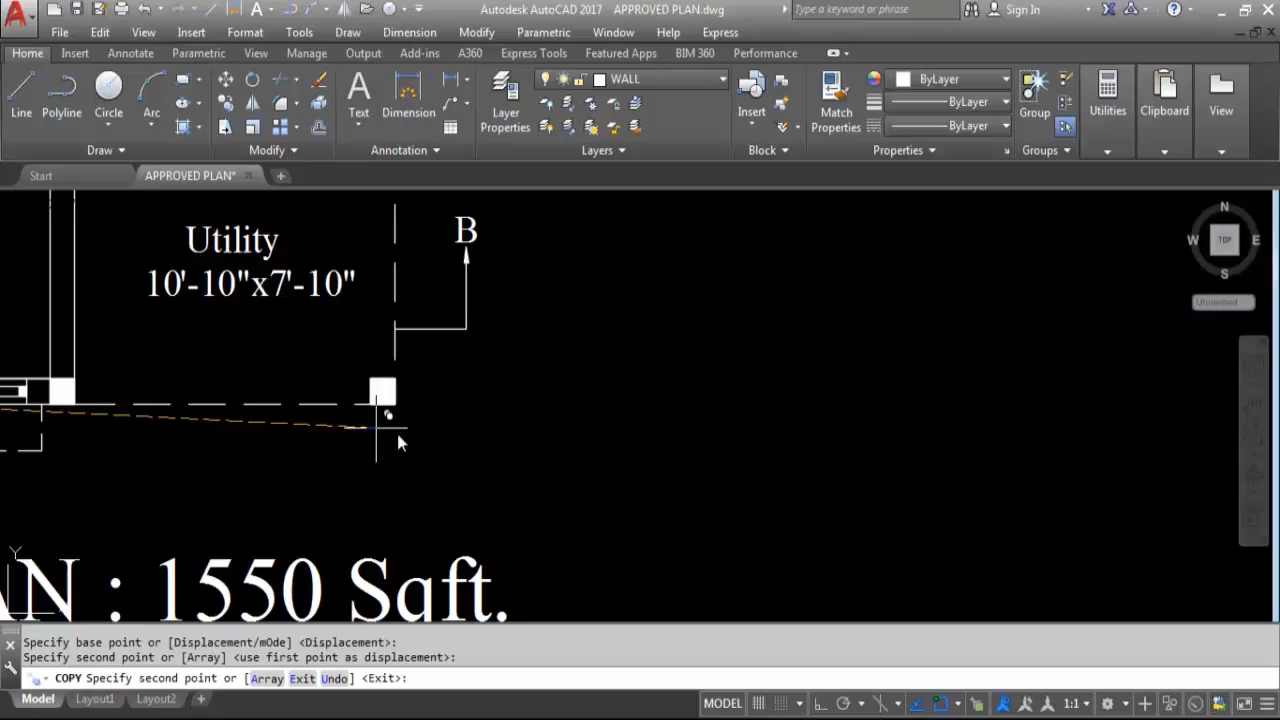 Autodesk AutoCAD 2017 APPROVED PLAN.dwg
Type a keyword or phrase
Sign In
File Edit View Insert Format Tools Draw Dimension Modify Parametric Window Help Express
Home Insert Annotate Parametric View Manage Output Add-ins A360 Express Tools Featured Apps BIM 360 Performance
WALL
ByLayer
ByLayer
ByLayer
Line Polyline Circle Arc
Text Dimension
Layer Properties
Insert
Match Properties
Group
Utilities Clipboard View
Draw Modify Annotation Layers Block Properties Groups
Start APPROVED PLAN*
N
W TOP E
S
Unnamed
B
Utility
10'-10"x7'-10"
Y
AN : 1550 Sqft.
Specify base point or [Displacement/mOde] <Displacement>:
Specify second point or [Array] <use first point as displacement>:
COPY Specify second point or [Array Exit Undo] <Exit>:
Model Layout1 Layout2 +
MODEL 1:1